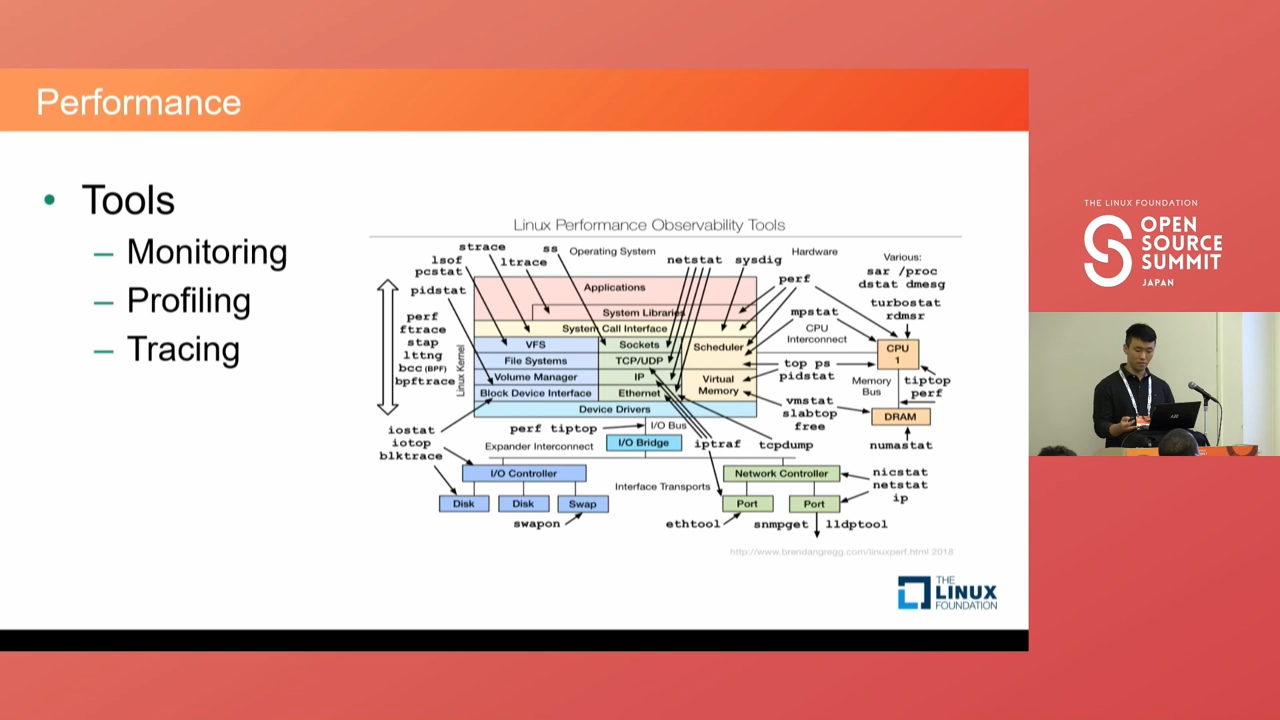 Performance
• Tools
– Monitoring
– Profiling
– Tracing
Linux Performance Observability Tools
strace
ss
Operating System
Hardware
Various:
lsof
ltrace
netstat
sysdig
sar /proc
pcstat
perf
dstat dmesg
pidstat
Applications
turbostat
rdmsr
System Libraries
mpstat
perf
ftrace
stap
lttng
bcc (BPF)
bpftrace
Linux Kernel
System Call Interface
CPU
Interconnect
VFS
Sockets
Scheduler
CPU
1
File Systems
TCP/UDP
top ps
pidstat
Volume Manager
IP
Virtual
Memory
Memory
Bus
tiptop
perf
Block Device Interface
Ethernet
vmstat
slabtop
free
Device Drivers
DRAM
iostat
iotop
blktrace
perf tiptop
I/O Bus
Expander Interconnect
I/O Bridge
iptraf
tcpdump
numastat
I/O Controller
Network Controller
nicstat
netstat
ip
Interface Transports
Disk
Disk
Swap
Port
Port
swapon
ethtool
snmpget
lldptool
http://www.brendangregg.com/linuxperf.html 2018
THE
LINUX
FOUNDATION
THE LINUX FOUNDATION
OPEN
SOURCE
SUMMIT
JAPAN